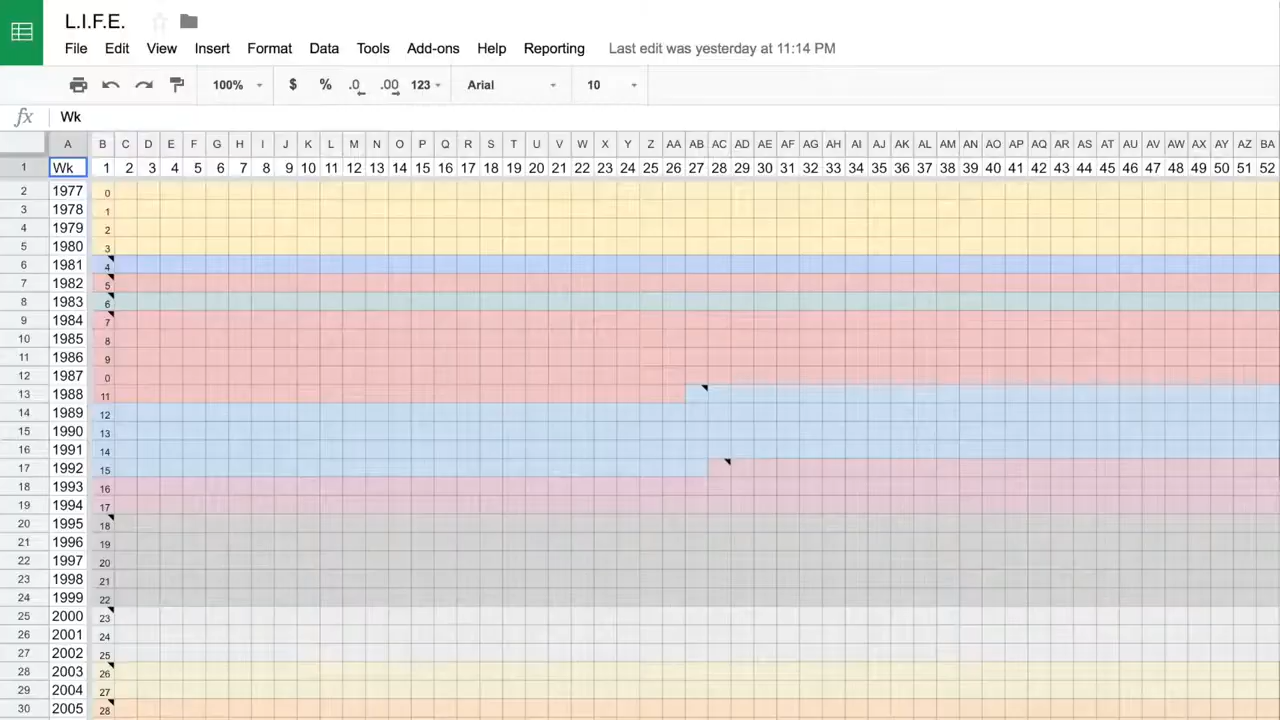 L.I.F.E.
File Edit View Insert Format Data Tools Add-ons Help Reporting Last edit was yesterday at 11:14 PM
100% $ % .0 .00 123 Arial 10
fx Wk
A B C D E F G H I J K L M N O P Q R S T U V W X Y Z AA AB AC AD AE AF AG AH AI AJ AK AL AM AN AO AP AQ AR AS AT AU AV AW AX AY AZ BA
1 Wk 1 2 3 4 5 6 7 8 9 10 11 12 13 14 15 16 17 18 19 20 21 22 23 24 25 26 27 28 29 30 31 32 33 34 35 36 37 38 39 40 41 42 43 44 45 46 47 48 49 50 51 52
2 1977 0
3 1978 1
4 1979 2
5 1980 3
6 1981 4
7 1982 5
8 1983 6
9 1984 7
10 1985 8
11 1986 9
12 1987 0
13 1988 11
14 1989 12
15 1990 13
16 1991 14
17 1992 15
18 1993 16
19 1994 17
20 1995 18
21 1996 19
22 1997 20
23 1998 21
24 1999 22
25 2000 23
26 2001 24
27 2002 25
28 2003 26
29 2004 27
30 2005 28